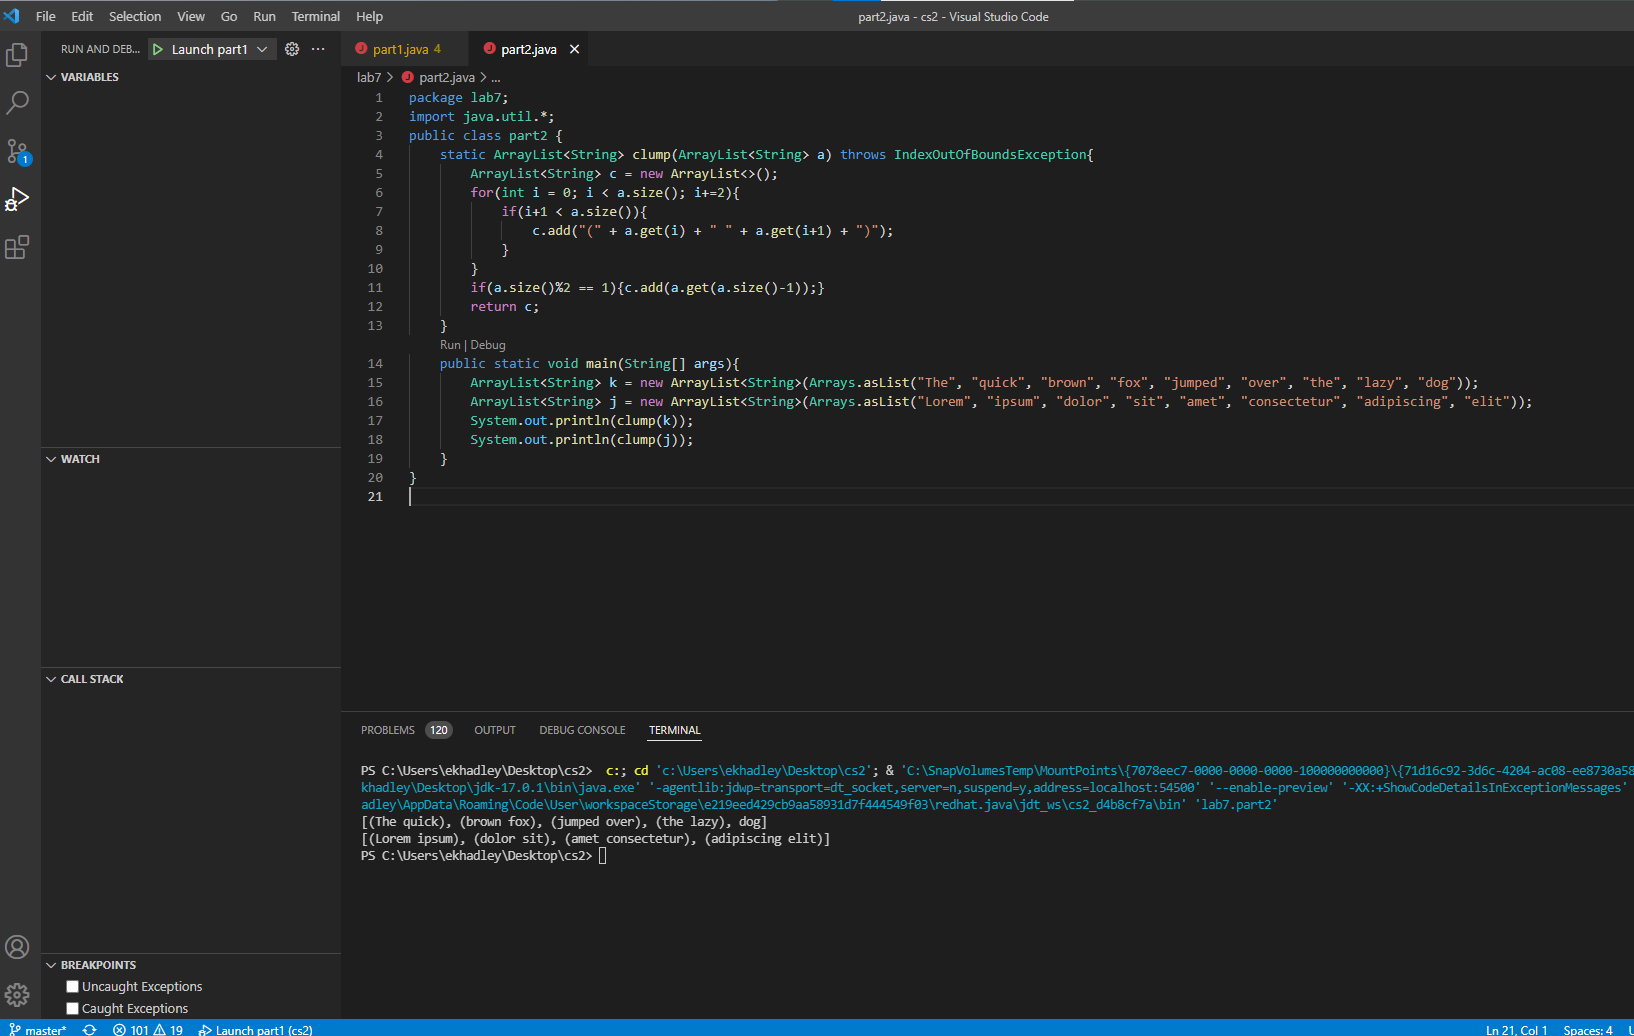 File Edit Selection View Go Run Terminal Help
part2.java - cs2 - Visual Studio Code
RUN AND DEB... Launch part1 ...
part1.java 4 part2.java
lab7 > part2.java > ...
VARIABLES
1 package lab7;
2 import java.util.*;
3 public class part2 {
4 static ArrayList<String> clump(ArrayList<String> a) throws IndexOutOfBoundsException{
5 ArrayList<String> c = new ArrayList<>();
6 for(int i = 0; i < a.size(); i+=2){
7 if(i+1 < a.size()){
8 c.add("(" + a.get(i) + " " + a.get(i+1) + ")");
9 }
10 }
11 if(a.size()%2 == 1){c.add(a.get(a.size()-1));}
12 return c;
13 }
Run | Debug
14 public static void main(String[] args){
15 ArrayList<String> k = new ArrayList<String>(Arrays.asList("The", "quick", "brown", "fox", "jumped", "over", "the", "lazy", "dog"));
16 ArrayList<String> j = new ArrayList<String>(Arrays.asList("Lorem", "ipsum", "dolor", "sit", "amet", "consectetur", "adipiscing", "elit"));
17 System.out.println(clump(k));
18 System.out.println(clump(j));
19 }
20 }
21
WATCH
CALL STACK
BREAKPOINTS
Uncaught Exceptions
Caught Exceptions
PROBLEMS 120 OUTPUT DEBUG CONSOLE TERMINAL
PS C:\Users\ekhadley\Desktop\cs2> c:; cd 'c:\Users\ekhadley\Desktop\cs2'; & 'C:\SnapVolumesTemp\MountPoints\{7078eec7-0000-0000-0000-100000000000}\{71d16c92-3d6c-4204-ac08-ee8730a58
khadley\Desktop\jdk-17.0.1\bin\java.exe' '-agentlib:jdwp=transport=dt_socket,server=n,suspend=y,address=localhost:54500' '--enable-preview' '-XX:+ShowCodeDetailsInExceptionMessages'
adley\AppData\Roaming\Code\User\workspaceStorage\e219eed429cb9aa58931d7f444549f03\redhat.java\jdt_ws\cs2_d4b8cf7a\bin' 'lab7.part2'
[(The quick), (brown fox), (jumped over), (the lazy), dog]
[(Lorem ipsum), (dolor sit), (amet consectetur), (adipiscing elit)]
PS C:\Users\ekhadley\Desktop\cs2>
1
master* 101 19 Launch part1 (cs2) Ln 21, Col 1 Spaces: 4